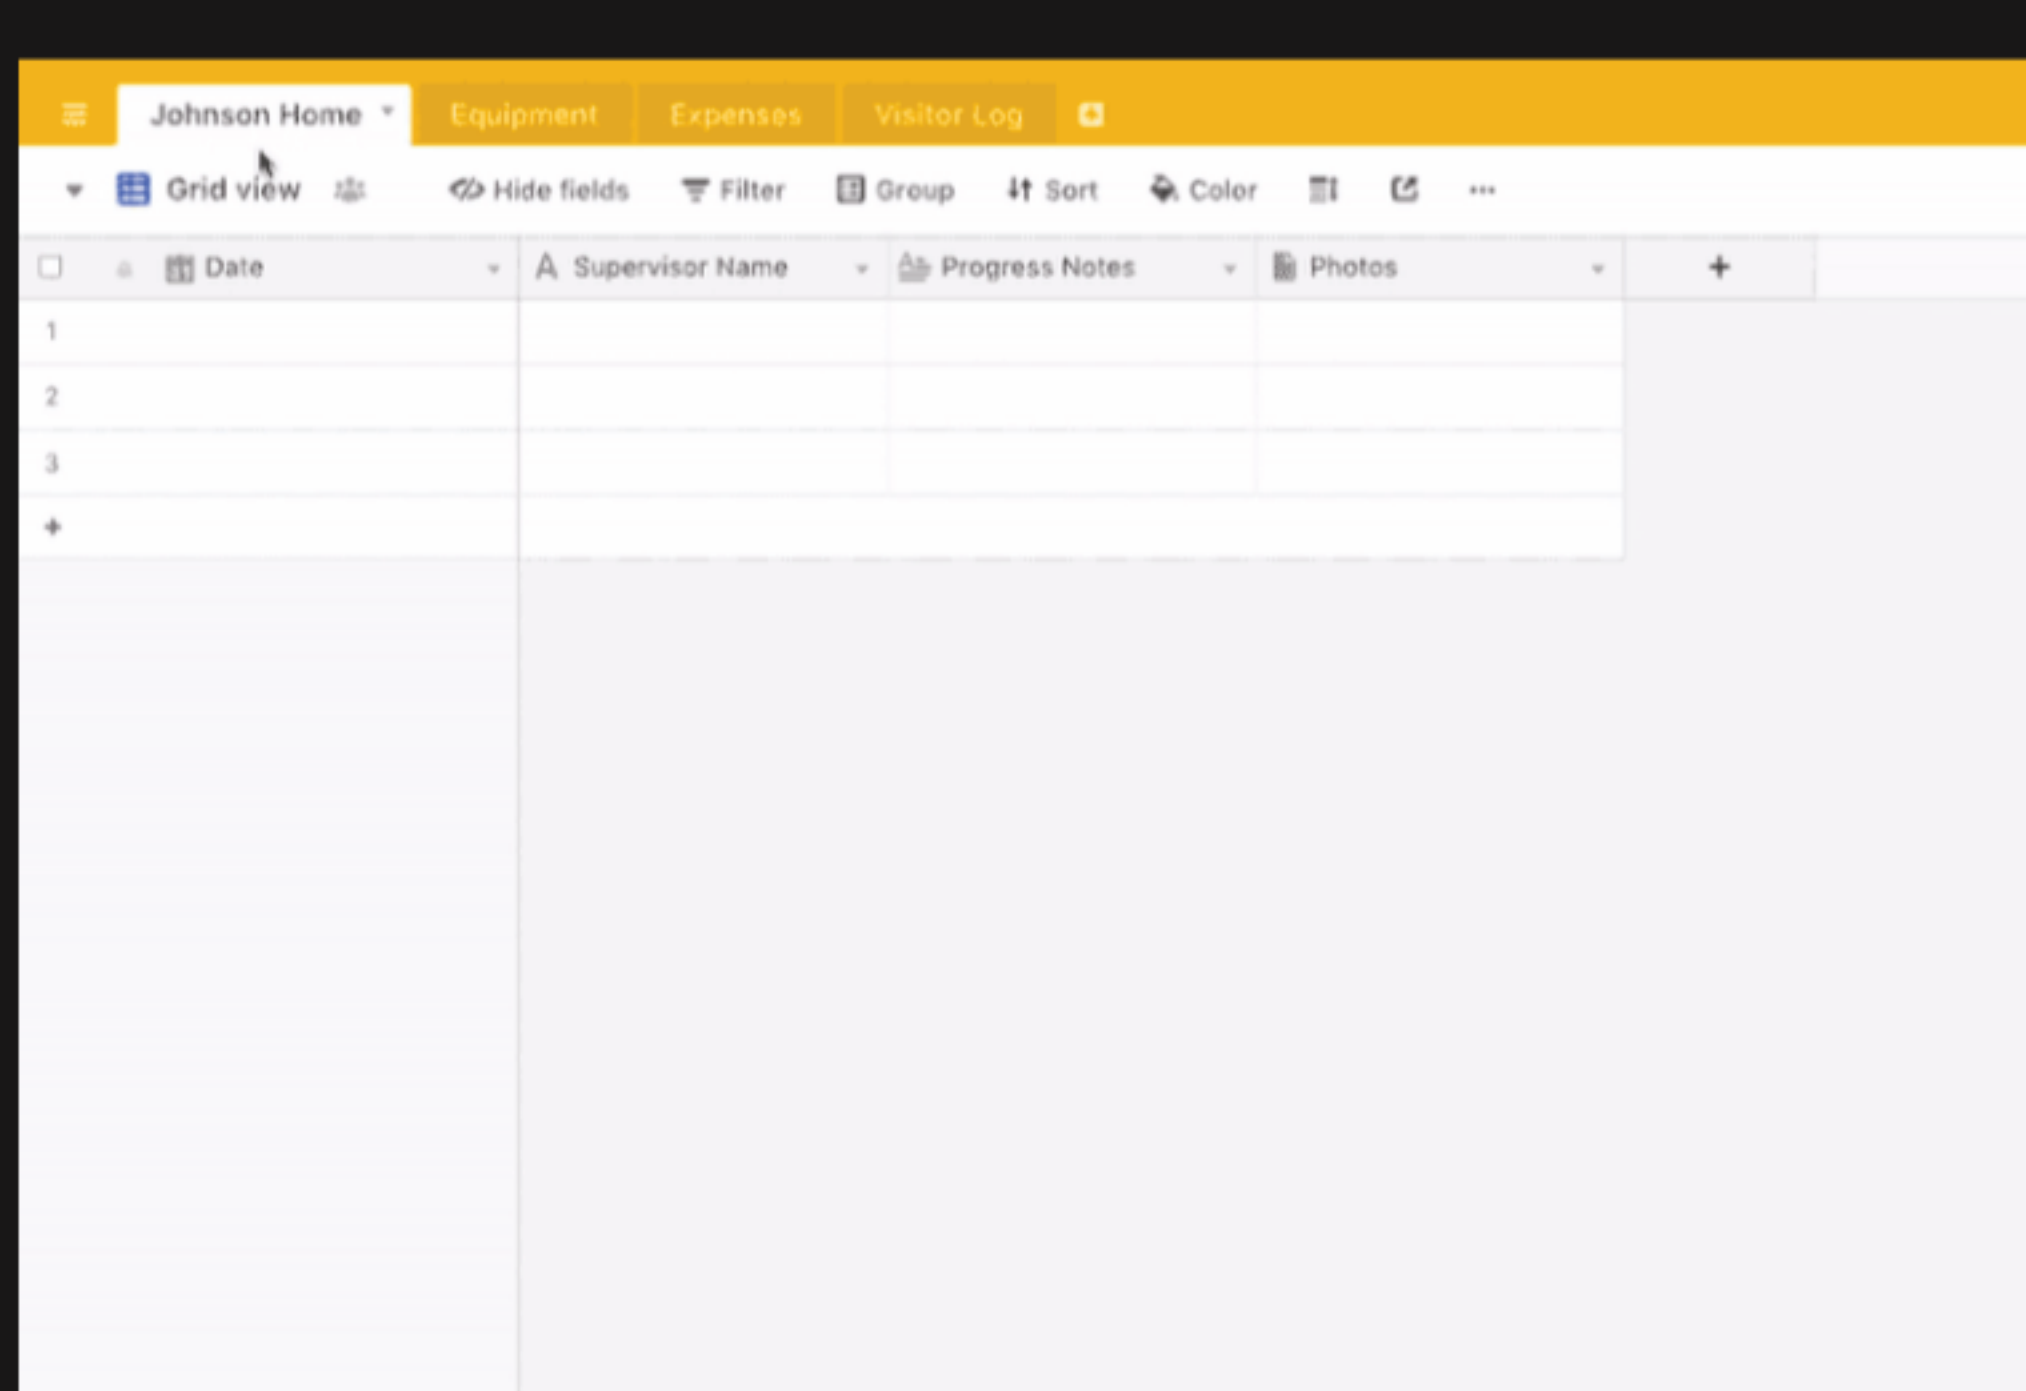 Johnson Home Equipment Expenses Visitor Log
Grid view Hide fields Filter Group Sort Color
Date Supervisor Name Progress Notes Photos +
1
2
3
+